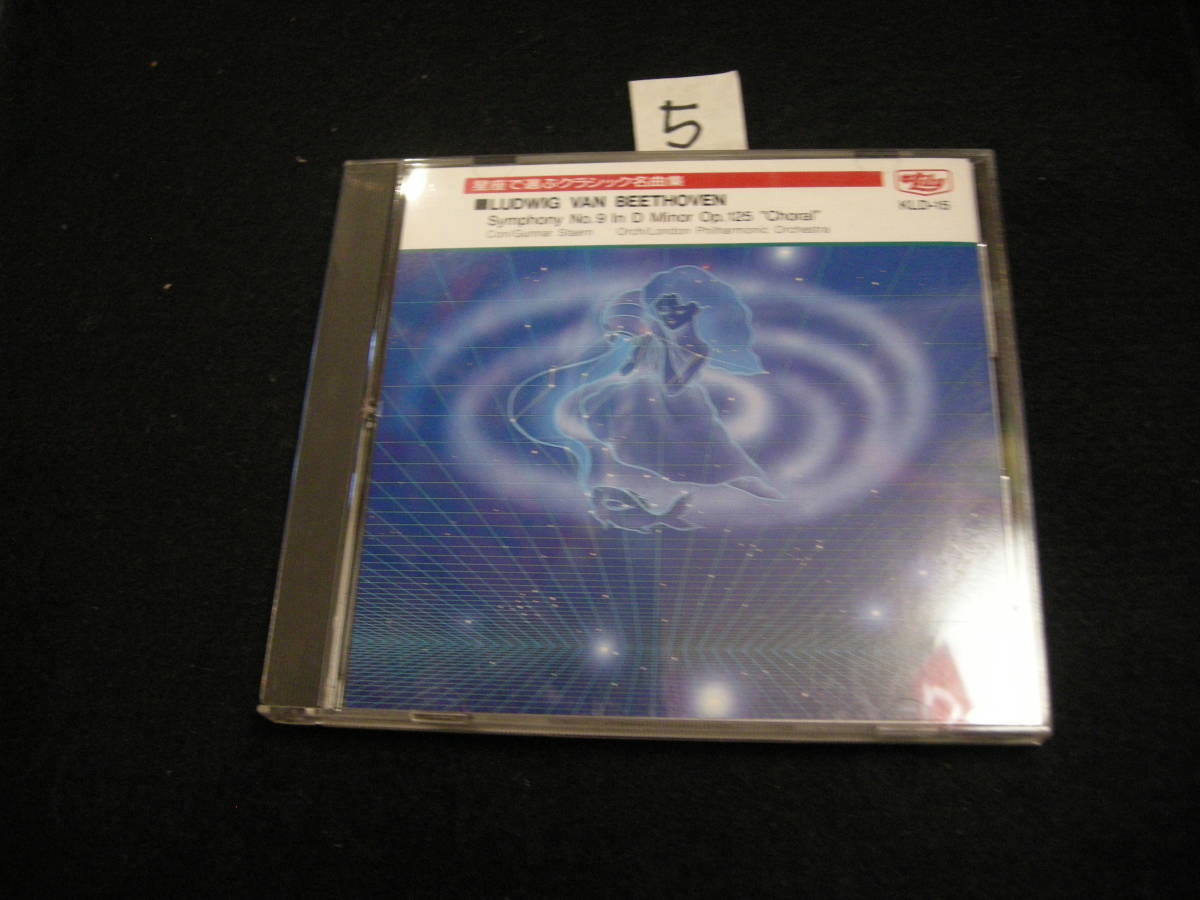 ち
星座で選ぶクラシック名曲集
■LUDWIG VAN BEETHOVEN
KLD-15
Symphony No. 9 in D Minor Op. 125 "Choral"
Con/Gunnar Staern Orch/London Philharmonic Orchestra